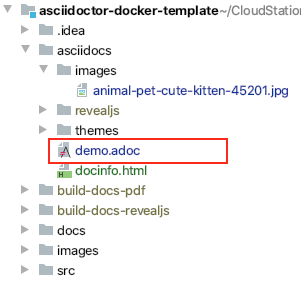 asciidoctor-docker-template ~/CloudStation
.idea
asciidocs
images
animal-pet-cute-kitten-45201.jpg
revealjs
themes
demo.adoc
docinfo.html
build-docs-pdf
build-docs-revealjs
docs
images
src